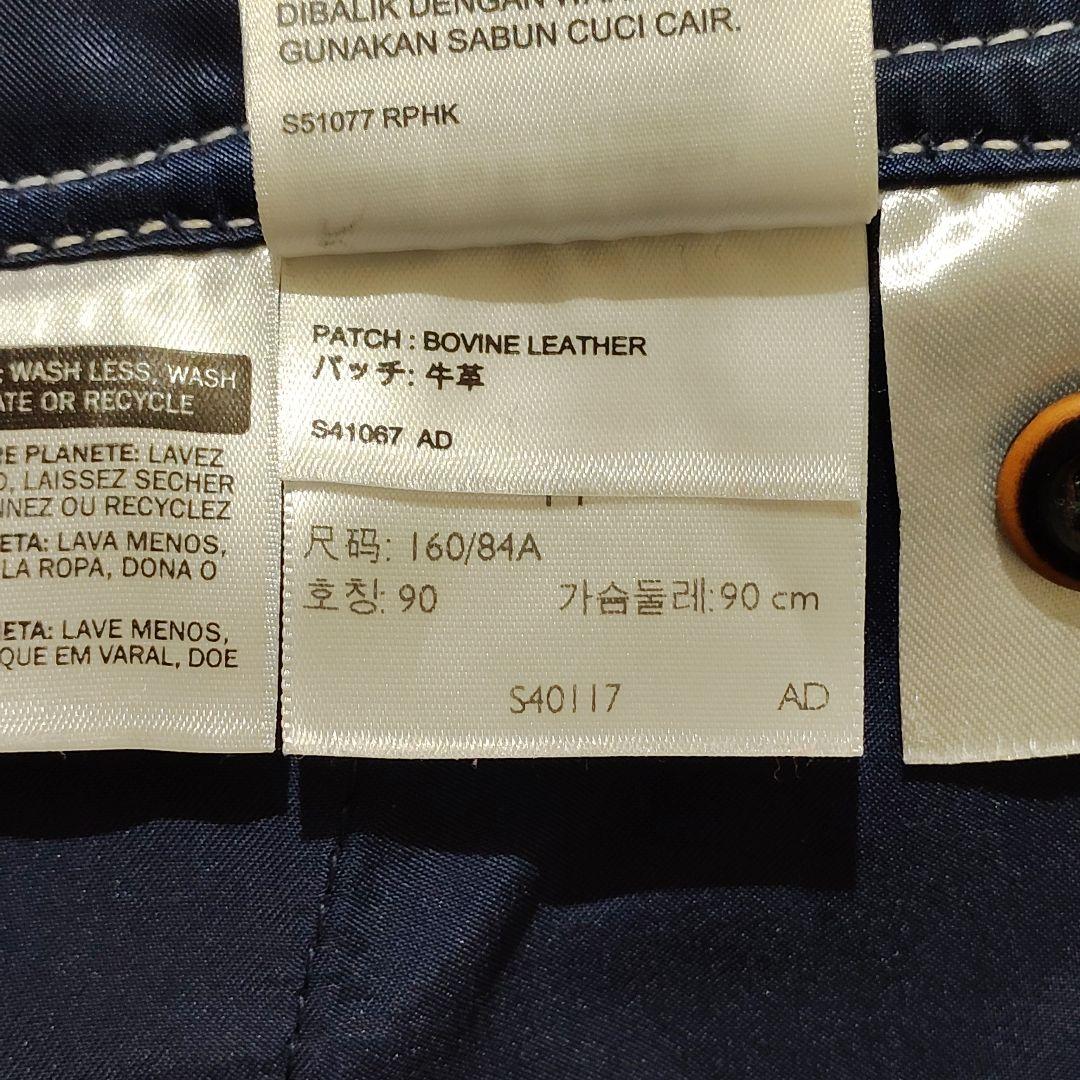 DIBALIK DENGAN
GUNAKAN SABUN CUCI CAIR.
S51077 RPHK
PATCH : BOVINE LEATHER
パッチ: 牛革
S41067 AD
尺码: 160/84A
호칭: 90 가슴둘레: 90 cm
S40117 AD
: WASH LESS, WASH
ATE OR RECYCLE
RE PLANETE: LAVEZ
D, LAISSEZ SECHER
NNEZ OU RECYCLEZ
ETA: LAVA MENOS,
LA ROPA, DONA O
ETA: LAVE MENOS,
QUE EM VARAL, DOE